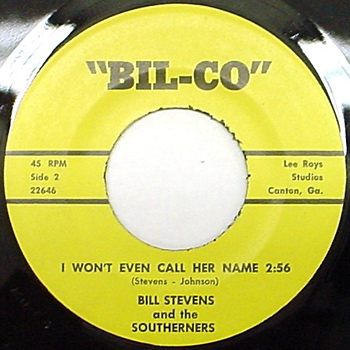 "BIL-CO"
45 RPM
Side 2
22646
Lee Roys
Studios
Canton, Ga.
I WON'T EVEN CALL HER NAME 2:56
(Stevens - Johnson)
BILL STEVENS
and the
SOUTHERNERS